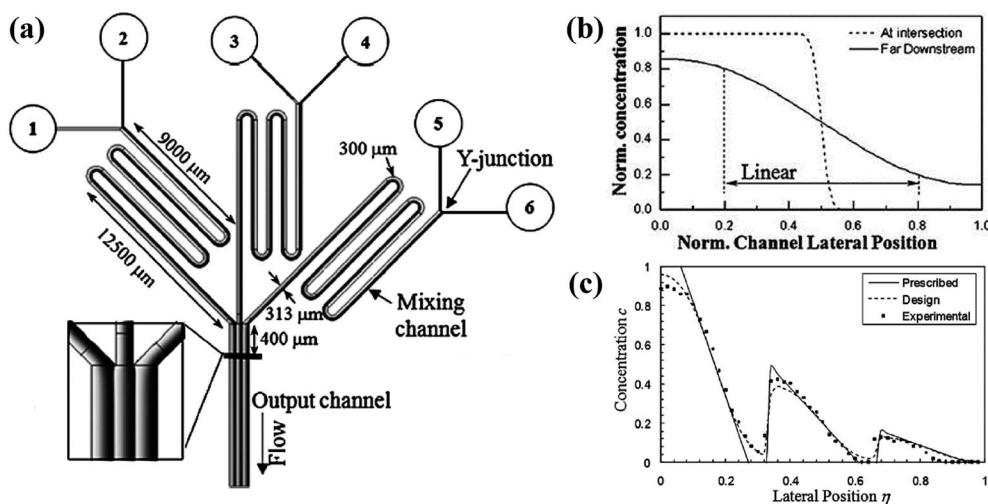 (a)
1
2
3
4
5
6
9000 μm
12500 μm
300 μm
Y-junction
313 μm
400 μm
Mixing
channel
Output channel
Flow
(b)
Norm. concentration
1.0
0.8
0.6
0.4
0.2
0.0
At intersection
Far Downstream
Linear
0.0 0.2 0.4 0.6 0.8 1.0
Norm. Channel Lateral Position
(c)
Concentration c
1
0.8
0.6
0.4
0.2
0
Prescribed
Design
Experimental
0 0.2 0.4 0.6 0.8 1
Lateral Position η